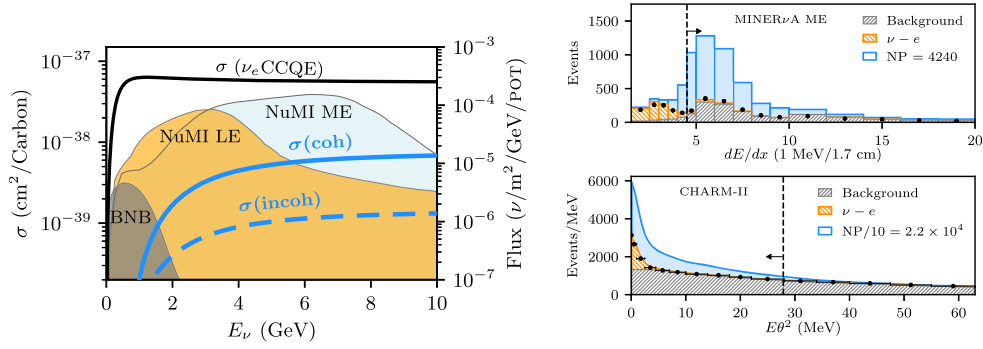 σ (cm²/Carbon)
10⁻³⁷
10⁻³⁸
10⁻³⁹
σ (νₑCCQE)
NuMI ME
NuMI LE
σ(coh)
σ(incoh)
BNB
0 2 4 6 8 10
E_ν (GeV)
10⁻³
10⁻⁴
10⁻⁵
10⁻⁶
10⁻⁷
Flux (ν/m²/GeV/POT)
MINERνA ME
Background
ν − e
NP = 4240
Events
1500
1000
500
0
5 10 15 20
dE/dx (1 MeV/1.7 cm)
CHARM-II
Background
ν − e
NP/10 = 2.2 × 10⁴
Events/MeV
6000
4000
2000
0
0 10 20 30 40 50 60
Eθ² (MeV)